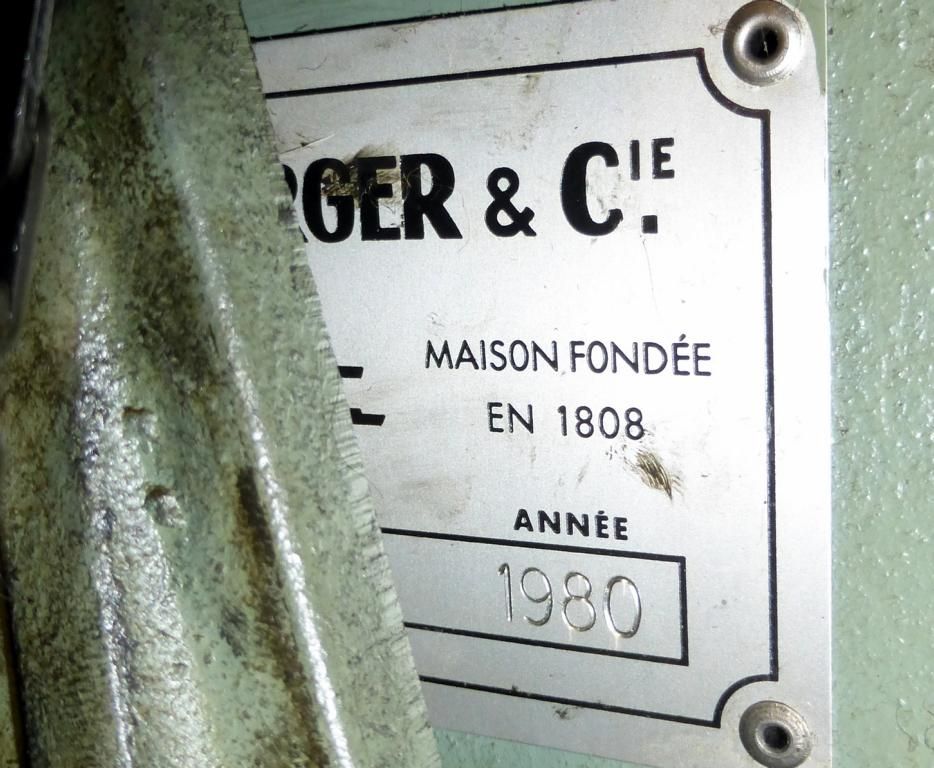 RGER & CIE.
MAISON FONDÉE
EN 1808
ANNÉE
1980